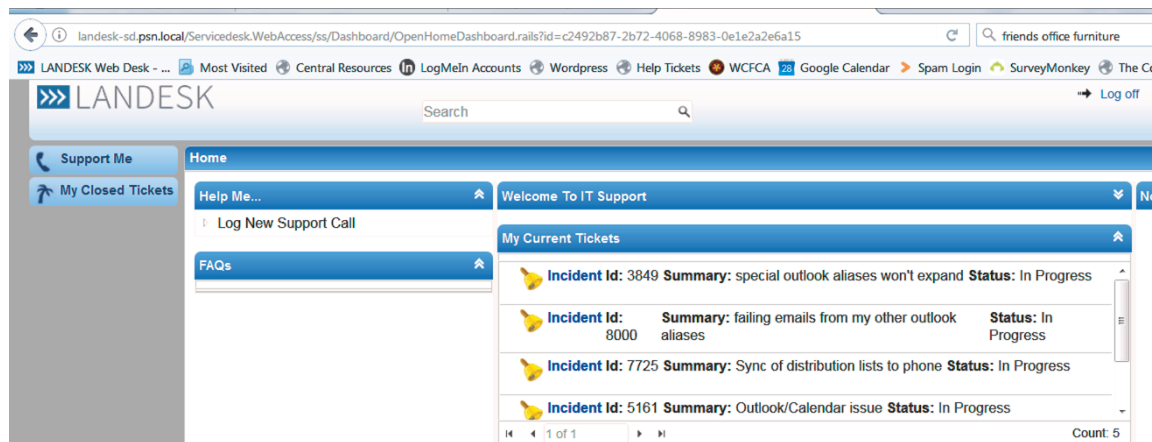 landesk-sd.psn.local/Servicedesk.WebAccess/ss/Dashboard/OpenHomeDashboard.rails?id=c2492b87-2b72-4068-8983-0e1e2a2e6a15
friends office furniture
LANDESK Web Desk - ... Most Visited Central Resources LogMeIn Accounts Wordpress Help Tickets WCFCA 28 Google Calendar Spam Login SurveyMonkey The Co
LANDESK
Search
Log off
Support Me
My Closed Tickets
Home
Help Me...
Log New Support Call
FAQs
Welcome To IT Support
No
My Current Tickets
Incident Id: 3849 Summary: special outlook aliases won't expand Status: In Progress
Incident Id: Summary: failing emails from my other outlook Status: In
8000 aliases Progress
Incident Id: 7725 Summary: Sync of distribution lists to phone Status: In Progress
Incident Id: 5161 Summary: Outlook/Calendar issue Status: In Progress
1 of 1
Count: 5